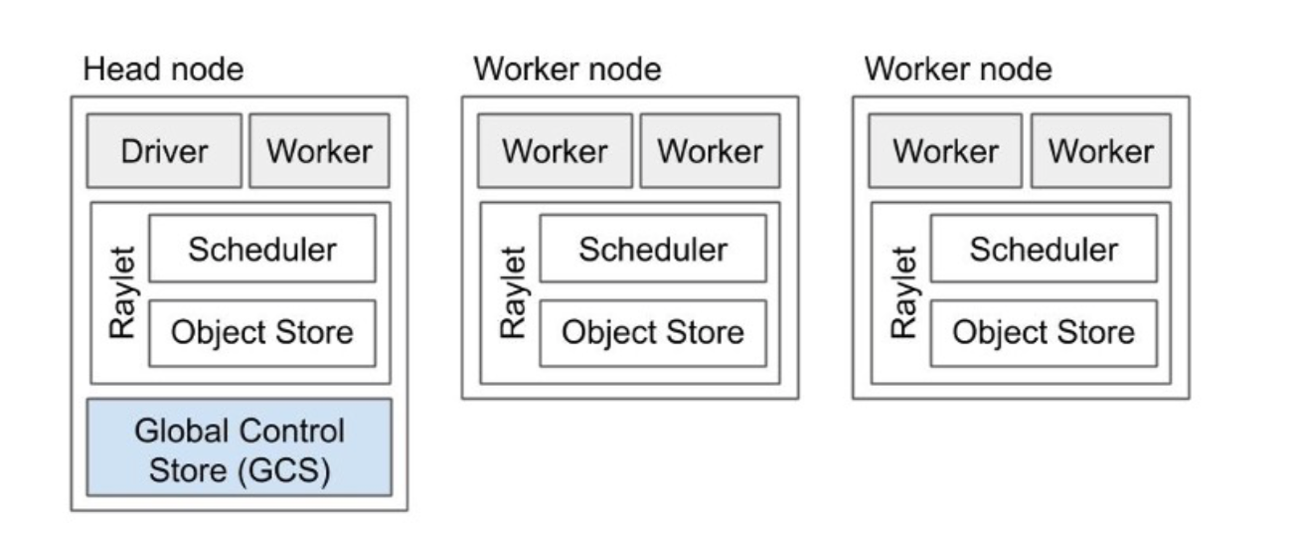 Head node
Driver
Worker
Raylet
Scheduler
Object Store
Global Control
Store (GCS)
Worker node
Worker
Worker
Raylet
Scheduler
Object Store
Worker node
Worker
Worker
Raylet
Scheduler
Object Store